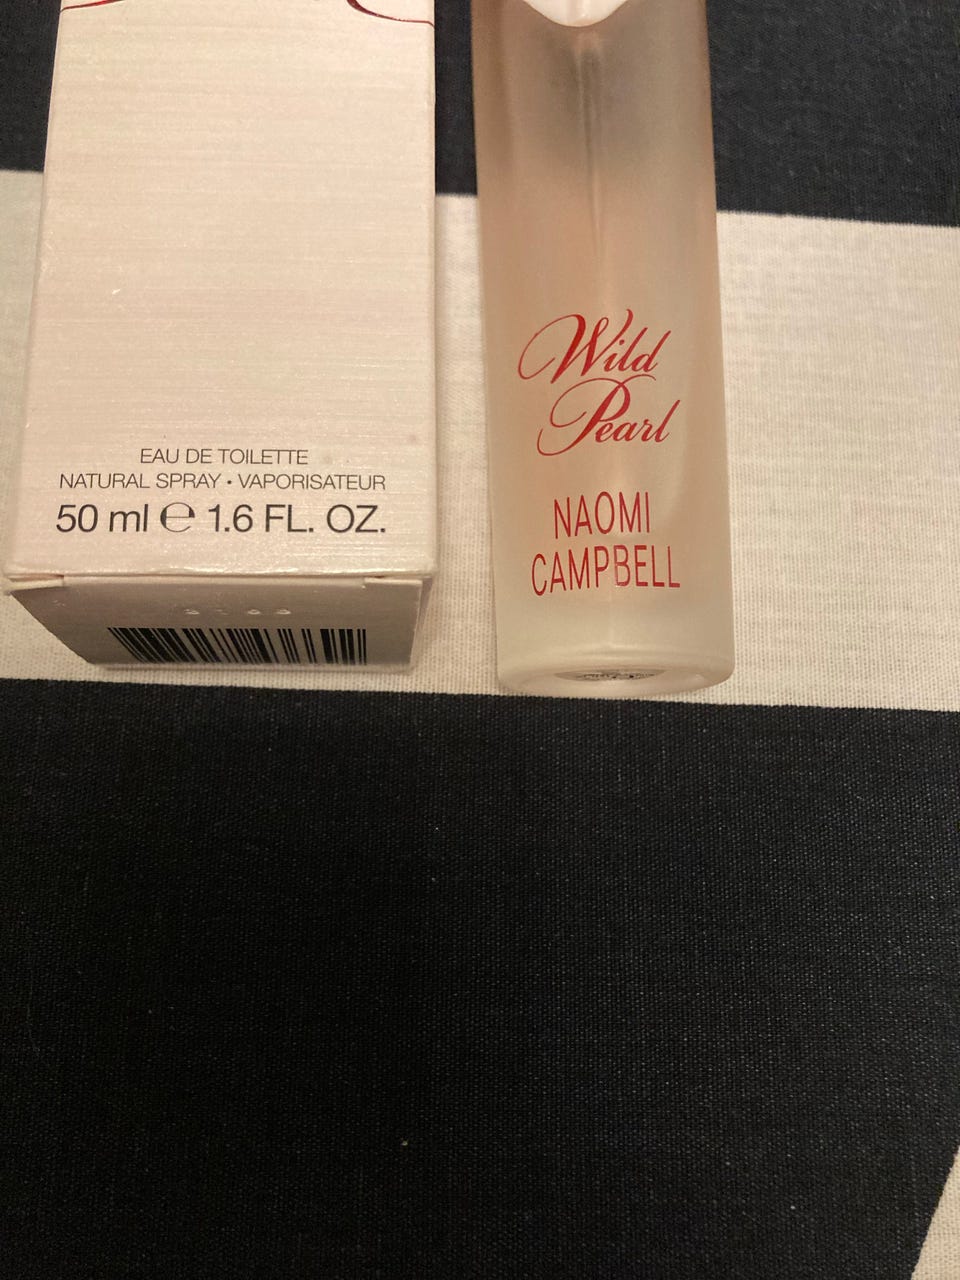 EAU DE TOILETTE
NATURAL SPRAY • VAPORISATEUR
50 ml ℮ 1.6 FL. OZ.
Wild
Pearl
NAOMI
CAMPBELL